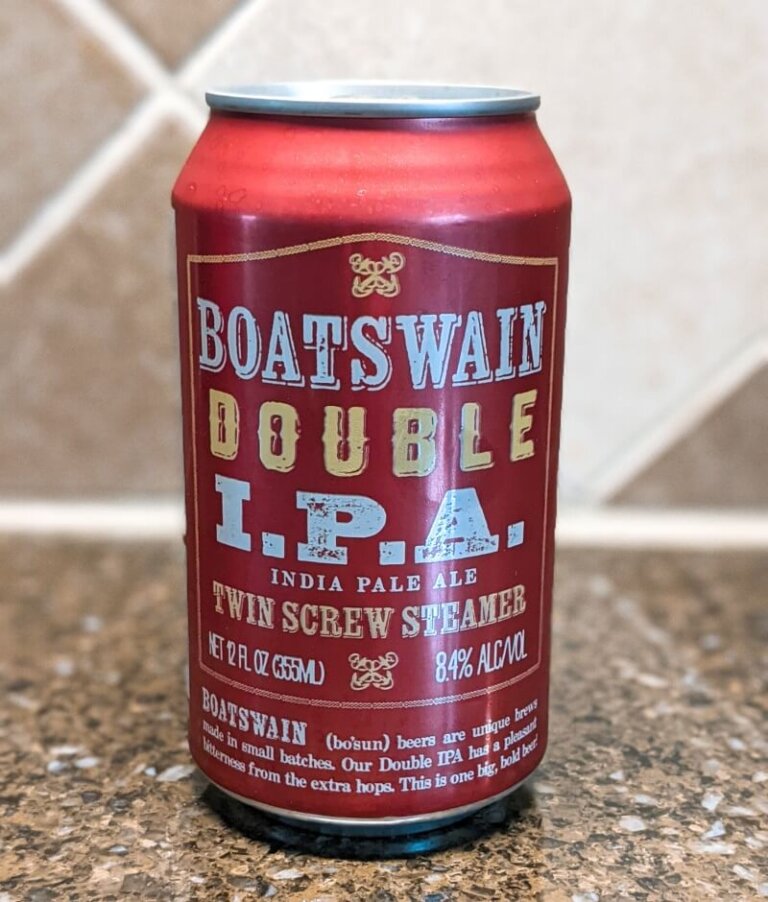 BOATSWAIN
DOUBLE
I.P.A.
INDIA PALE ALE
TWIN SCREW STEAMER
NET 12 FL. OZ (355ML) 8.4% ALC/VOL
BOATSWAIN (bo'sun) beers are unique brews
made in small batches. Our Double IPA has a pleasant
bitterness from the extra hops. This is one big, bold beer.